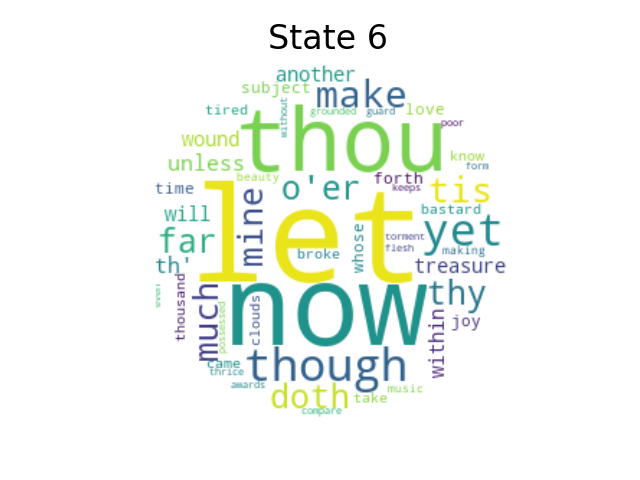 State 6
another
subject
make
tired
without
grounded
guard
love
poor
thou
wound
unless
know
form
time
beauty
o'er
forth
keeps
tis
will
mine
let
bastard
far
yet
whose
torment
flesh
making
broke
th'
treasure
thousand
much
possessed
clouds
now
thy
within
joy
came
thrice
though
awards
doth
take
music
compare